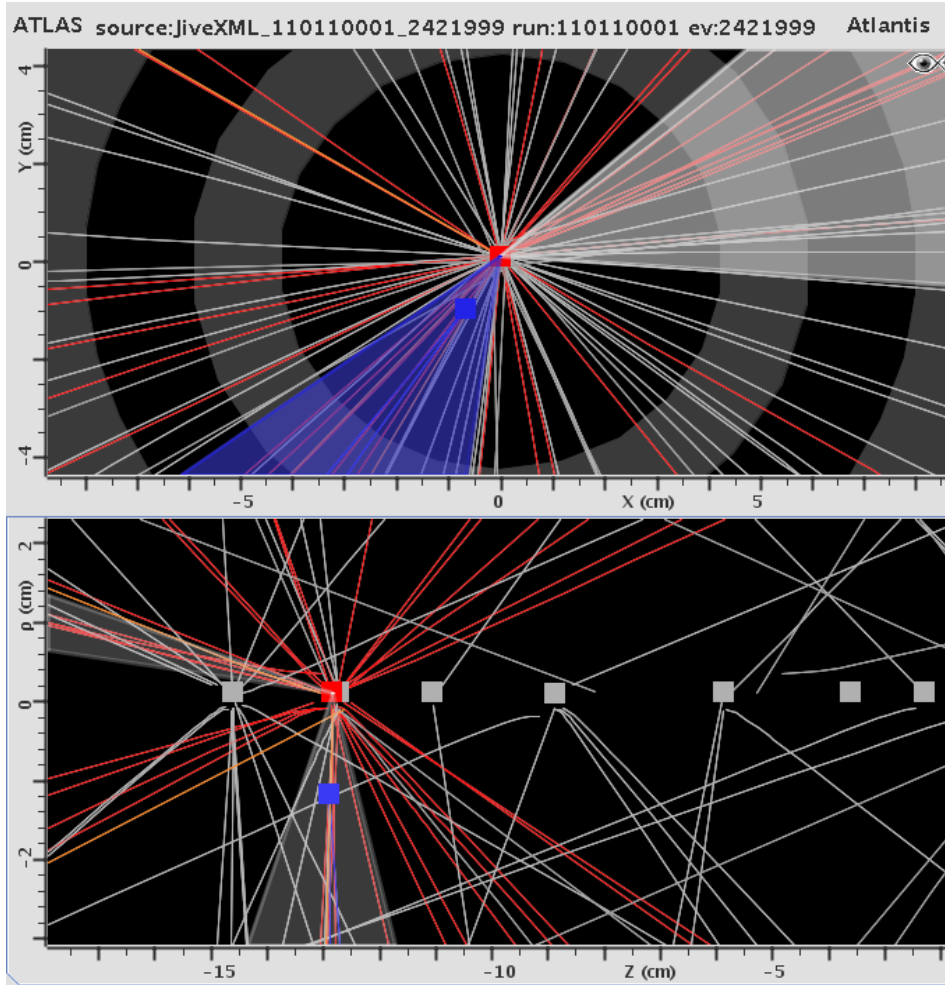 ATLAS source:JiveXML_110110001_2421999 run:110110001 ev:2421999 Atlantis
4
Y (cm)
0
-4
-5 0 X (cm) 5
2
ρ (cm)
0
-2
-15 -10 Z (cm) -5